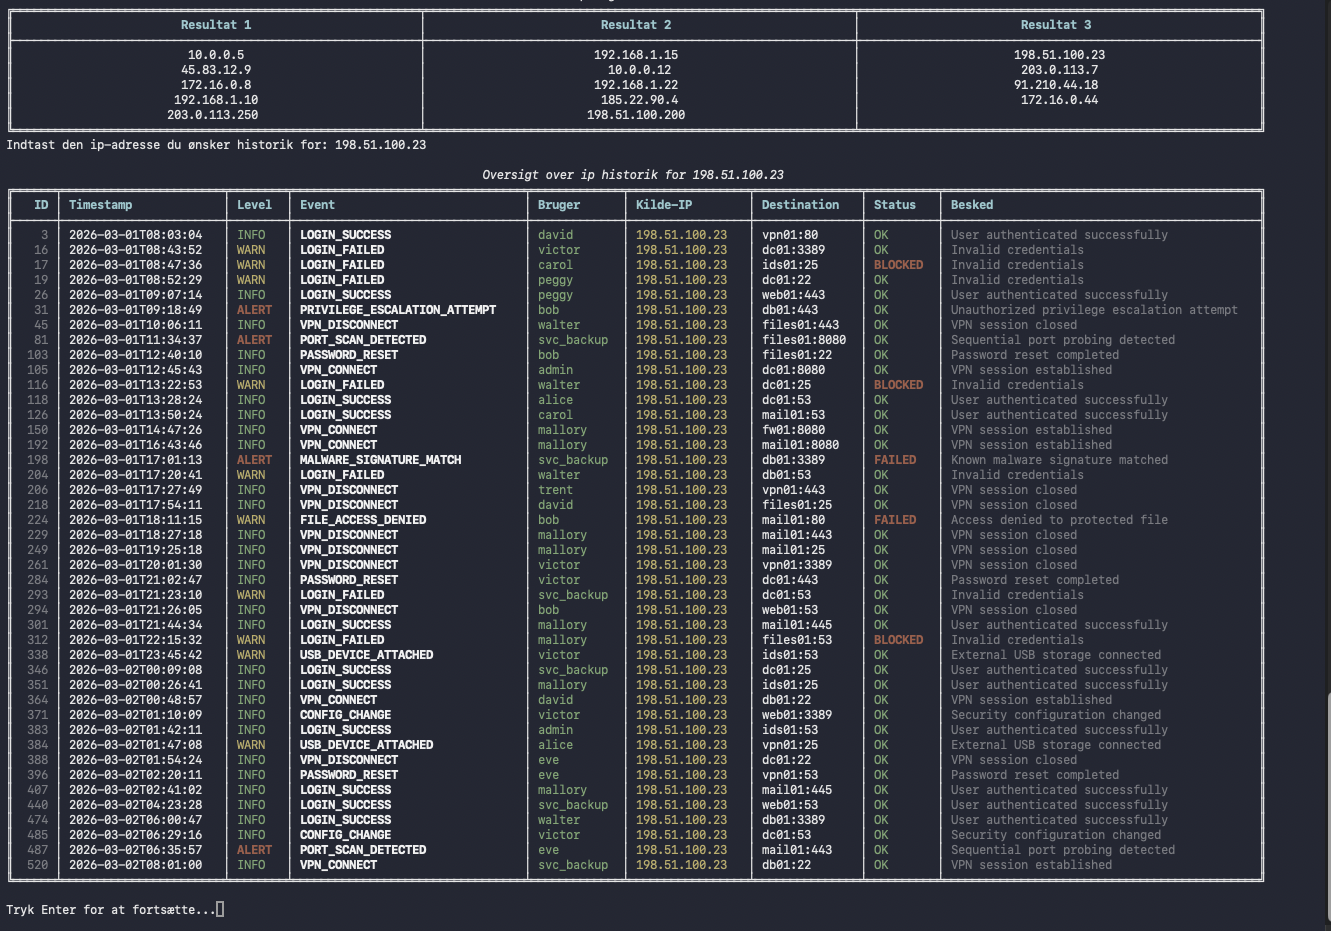 Resultat 1 Resultat 2 Resultat 3
10.0.0.5 192.168.1.15 198.51.100.23
45.83.12.9 10.0.0.12 203.0.113.7
172.16.0.8 192.168.1.22 91.210.44.18
192.168.1.10 185.22.90.4 172.16.0.44
203.0.113.250 198.51.100.200
Indtast den ip-adresse du ønsker historik for: 198.51.100.23
Oversigt over ip historik for 198.51.100.23
ID Timestamp Level Event Bruger Kilde-IP Destination Status Besked
3 2026-03-01T08:03:04 INFO LOGIN_SUCCESS david 198.51.100.23 vpn01:80 OK User authenticated successfully
16 2026-03-01T08:43:52 WARN LOGIN_FAILED victor 198.51.100.23 dc01:3389 OK Invalid credentials
17 2026-03-01T08:47:36 WARN LOGIN_FAILED carol 198.51.100.23 ids01:25 BLOCKED Invalid credentials
19 2026-03-01T08:52:29 WARN LOGIN_FAILED peggy 198.51.100.23 dc01:22 OK Invalid credentials
26 2026-03-01T09:07:14 INFO LOGIN_SUCCESS peggy 198.51.100.23 web01:443 OK User authenticated successfully
31 2026-03-01T09:18:49 ALERT PRIVILEGE_ESCALATION_ATTEMPT bob 198.51.100.23 db01:443 OK Unauthorized privilege escalation attempt
45 2026-03-01T10:06:11 INFO VPN_DISCONNECT walter 198.51.100.23 files01:443 OK VPN session closed
81 2026-03-01T11:34:37 ALERT PORT_SCAN_DETECTED svc_backup 198.51.100.23 files01:8080 OK Sequential port probing detected
103 2026-03-01T12:40:10 INFO PASSWORD_RESET bob 198.51.100.23 files01:22 OK Password reset completed
105 2026-03-01T12:45:43 INFO VPN_CONNECT admin 198.51.100.23 dc01:8080 OK VPN session established
116 2026-03-01T13:22:53 WARN LOGIN_FAILED walter 198.51.100.23 dc01:25 BLOCKED Invalid credentials
118 2026-03-01T13:28:24 INFO LOGIN_SUCCESS alice 198.51.100.23 dc01:53 OK User authenticated successfully
126 2026-03-01T13:50:24 INFO LOGIN_SUCCESS carol 198.51.100.23 mail01:53 OK User authenticated successfully
150 2026-03-01T14:47:26 INFO VPN_CONNECT mallory 198.51.100.23 fw01:8080 OK VPN session established
192 2026-03-01T16:43:46 INFO VPN_CONNECT mallory 198.51.100.23 mail01:8080 OK VPN session established
198 2026-03-01T17:01:13 ALERT MALWARE_SIGNATURE_MATCH svc_backup 198.51.100.23 db01:3389 FAILED Known malware signature matched
204 2026-03-01T17:20:41 WARN LOGIN_FAILED walter 198.51.100.23 db01:53 OK Invalid credentials
206 2026-03-01T17:27:49 INFO VPN_DISCONNECT trent 198.51.100.23 vpn01:443 OK VPN session closed
218 2026-03-01T17:54:11 INFO VPN_DISCONNECT david 198.51.100.23 files01:25 OK VPN session closed
224 2026-03-01T18:11:15 WARN FILE_ACCESS_DENIED bob 198.51.100.23 mail01:80 FAILED Access denied to protected file
229 2026-03-01T18:27:18 INFO VPN_DISCONNECT mallory 198.51.100.23 mail01:443 OK VPN session closed
249 2026-03-01T19:25:18 INFO VPN_DISCONNECT mallory 198.51.100.23 mail01:25 OK VPN session closed
261 2026-03-01T20:01:30 INFO VPN_DISCONNECT victor 198.51.100.23 vpn01:3389 OK VPN session closed
284 2026-03-01T21:02:47 INFO PASSWORD_RESET victor 198.51.100.23 dc01:443 OK Password reset completed
293 2026-03-01T21:23:10 WARN LOGIN_FAILED svc_backup 198.51.100.23 dc01:53 OK Invalid credentials
294 2026-03-01T21:26:05 INFO VPN_DISCONNECT bob 198.51.100.23 web01:53 OK VPN session closed
301 2026-03-01T21:44:34 INFO LOGIN_SUCCESS mallory 198.51.100.23 mail01:445 OK User authenticated successfully
312 2026-03-01T22:15:32 WARN LOGIN_FAILED mallory 198.51.100.23 files01:53 BLOCKED Invalid credentials
338 2026-03-01T23:45:42 WARN USB_DEVICE_ATTACHED victor 198.51.100.23 ids01:53 OK External USB storage connected
346 2026-03-02T00:09:08 INFO LOGIN_SUCCESS svc_backup 198.51.100.23 dc01:25 OK User authenticated successfully
351 2026-03-02T00:26:41 INFO LOGIN_SUCCESS mallory 198.51.100.23 ids01:25 OK User authenticated successfully
364 2026-03-02T00:48:57 INFO VPN_CONNECT david 198.51.100.23 db01:22 OK VPN session established
371 2026-03-02T01:10:09 INFO CONFIG_CHANGE victor 198.51.100.23 web01:3389 OK Security configuration changed
383 2026-03-02T01:42:11 INFO LOGIN_SUCCESS admin 198.51.100.23 ids01:53 OK User authenticated successfully
384 2026-03-02T01:47:08 WARN USB_DEVICE_ATTACHED alice 198.51.100.23 vpn01:25 OK External USB storage connected
388 2026-03-02T01:54:24 INFO VPN_DISCONNECT eve 198.51.100.23 dc01:22 OK VPN session closed
396 2026-03-02T02:20:11 INFO PASSWORD_RESET eve 198.51.100.23 vpn01:53 OK Password reset completed
407 2026-03-02T02:41:02 INFO LOGIN_SUCCESS mallory 198.51.100.23 mail01:445 OK User authenticated successfully
440 2026-03-02T04:23:28 INFO LOGIN_SUCCESS svc_backup 198.51.100.23 web01:53 OK User authenticated successfully
474 2026-03-02T06:00:47 INFO LOGIN_SUCCESS walter 198.51.100.23 db01:3389 OK User authenticated successfully
485 2026-03-02T06:29:16 INFO CONFIG_CHANGE victor 198.51.100.23 dc01:53 OK Security configuration changed
487 2026-03-02T06:35:57 ALERT PORT_SCAN_DETECTED eve 198.51.100.23 mail01:443 OK Sequential port probing detected
520 2026-03-02T08:01:00 INFO VPN_CONNECT svc_backup 198.51.100.23 db01:22 OK VPN session established
Tryk Enter for at fortsætte...